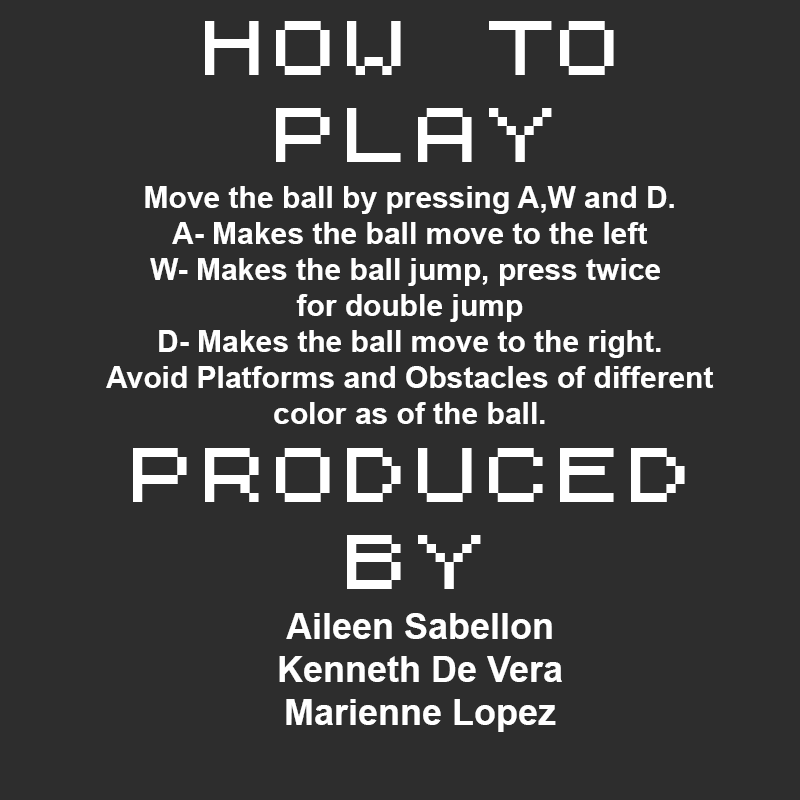 HOW TO
PLAY
Move the ball by pressing A,W and D.
A- Makes the ball move to the left
W- Makes the ball jump, press twice
for double jump
D- Makes the ball move to the right.
Avoid Platforms and Obstacles of different
color as of the ball.
PRODUCED
BY
Aileen Sabellon
Kenneth De Vera
Marienne Lopez